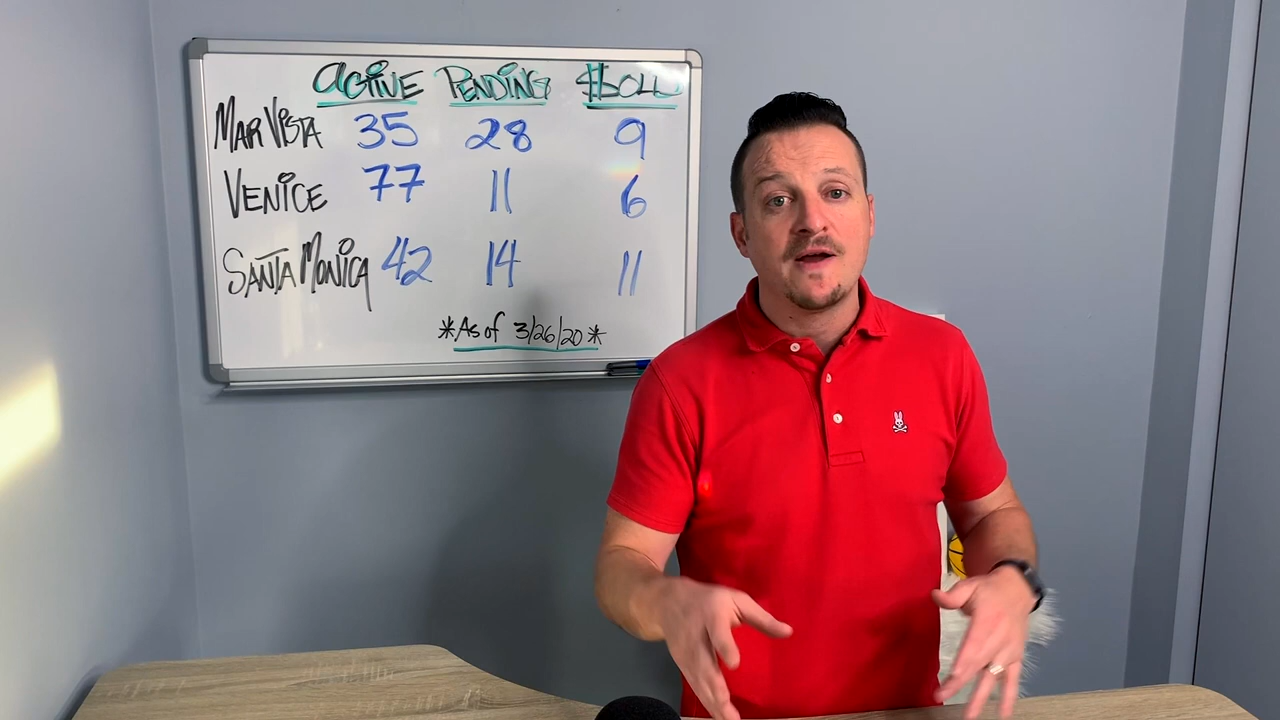 Active Pending $Sold
Mar Vista 35 28 9
Venice 77 11 6
Santa Monica 42 14 11
*As of 3/26/20*